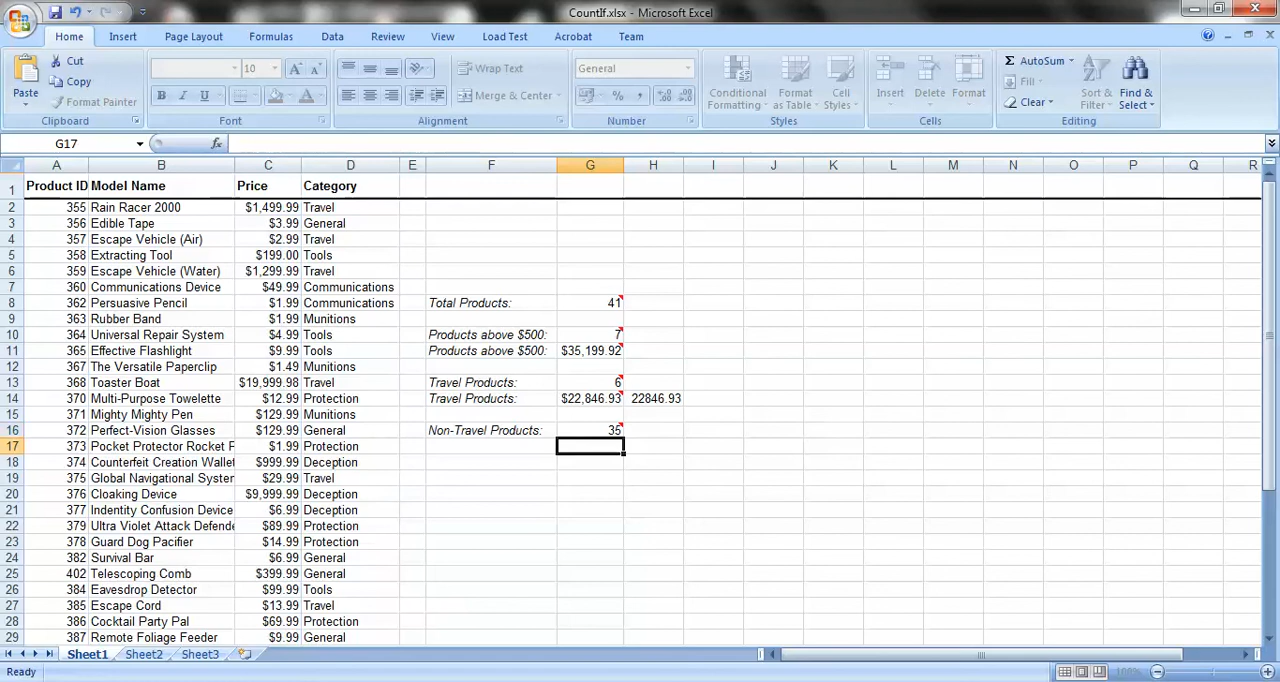 CountIf.xlsx - Microsoft Excel
Home Insert Page Layout Formulas Data Review View Load Test Acrobat Team
Paste Cut Copy Format Painter Clipboard
10 A A B I U A Font
Wrap Text Merge & Center Alignment
General $ % , Number
Conditional Formatting Format as Table Cell Styles Styles
Insert Delete Format Cells
Σ AutoSum Fill Clear Sort & Filter Find & Select Editing
G17 fx
A B C D E F G H I J K L M N O P Q R
1 Product ID Model Name Price Category
2 355 Rain Racer 2000 $1,499.99 Travel
3 356 Edible Tape $3.99 General
4 357 Escape Vehicle (Air) $2.99 Travel
5 358 Extracting Tool $199.00 Tools
6 359 Escape Vehicle (Water) $1,299.99 Travel
7 360 Communications Device $49.99 Communications
8 362 Persuasive Pencil $1.99 Communications Total Products: 41
9 363 Rubber Band $1.99 Munitions
10 364 Universal Repair System $4.99 Tools Products above $500: 7
11 365 Effective Flashlight $9.99 Tools Products above $500: $35,199.92
12 367 The Versatile Paperclip $1.49 Munitions
13 368 Toaster Boat $19,999.98 Travel Travel Products: 6
14 370 Multi-Purpose Towelette $12.99 Protection Travel Products: $22,846.93 22846.93
15 371 Mighty Mighty Pen $129.99 Munitions
16 372 Perfect-Vision Glasses $129.99 General Non-Travel Products: 35
17 373 Pocket Protector Rocket P $1.99 Protection
18 374 Counterfeit Creation Wallet $999.99 Deception
19 375 Global Navigational System $29.99 Travel
20 376 Cloaking Device $9,999.99 Deception
21 377 Indentity Confusion Device $6.99 Deception
22 379 Ultra Violet Attack Defende $89.99 Protection
23 378 Guard Dog Pacifier $14.99 Protection
24 382 Survival Bar $6.99 General
25 402 Telescoping Comb $399.99 General
26 384 Eavesdrop Detector $99.99 Tools
27 385 Escape Cord $13.99 Travel
28 386 Cocktail Party Pal $69.99 Protection
29 387 Remote Foliage Feeder $9.99 General
Sheet1 Sheet2 Sheet3
Ready 100%